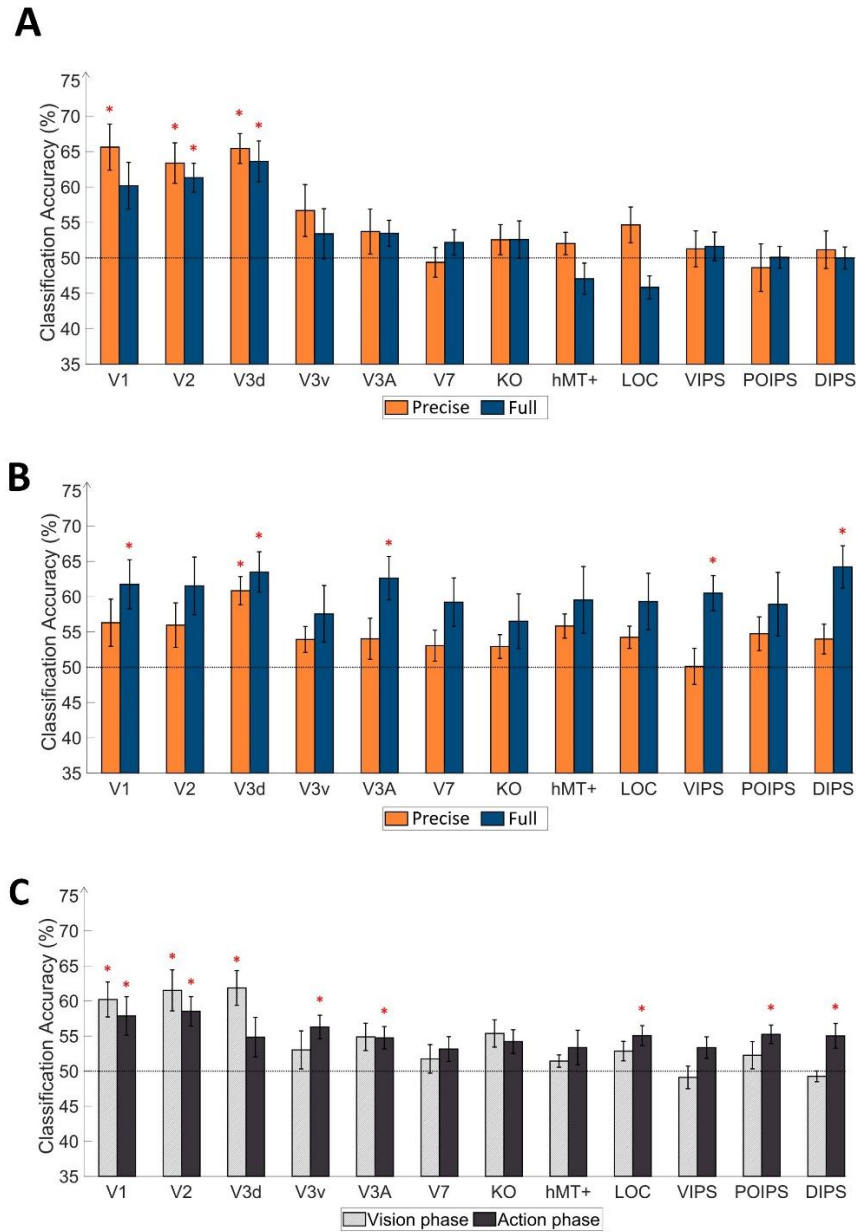 A
Classification Accuracy (%)
75
70
65
60
55
50
45
40
35
* * * * *
V1 V2 V3d V3v V3A V7 KO hMT+ LOC VIPS POIPS DIPS
Precise Full
B
Classification Accuracy (%)
75
70
65
60
55
50
45
40
35
* * * * * *
V1 V2 V3d V3v V3A V7 KO hMT+ LOC VIPS POIPS DIPS
Precise Full
C
Classification Accuracy (%)
75
70
65
60
55
50
45
40
35
* * * * * * * * * *
V1 V2 V3d V3v V3A V7 KO hMT+ LOC VIPS POIPS DIPS
Vision phase Action phase